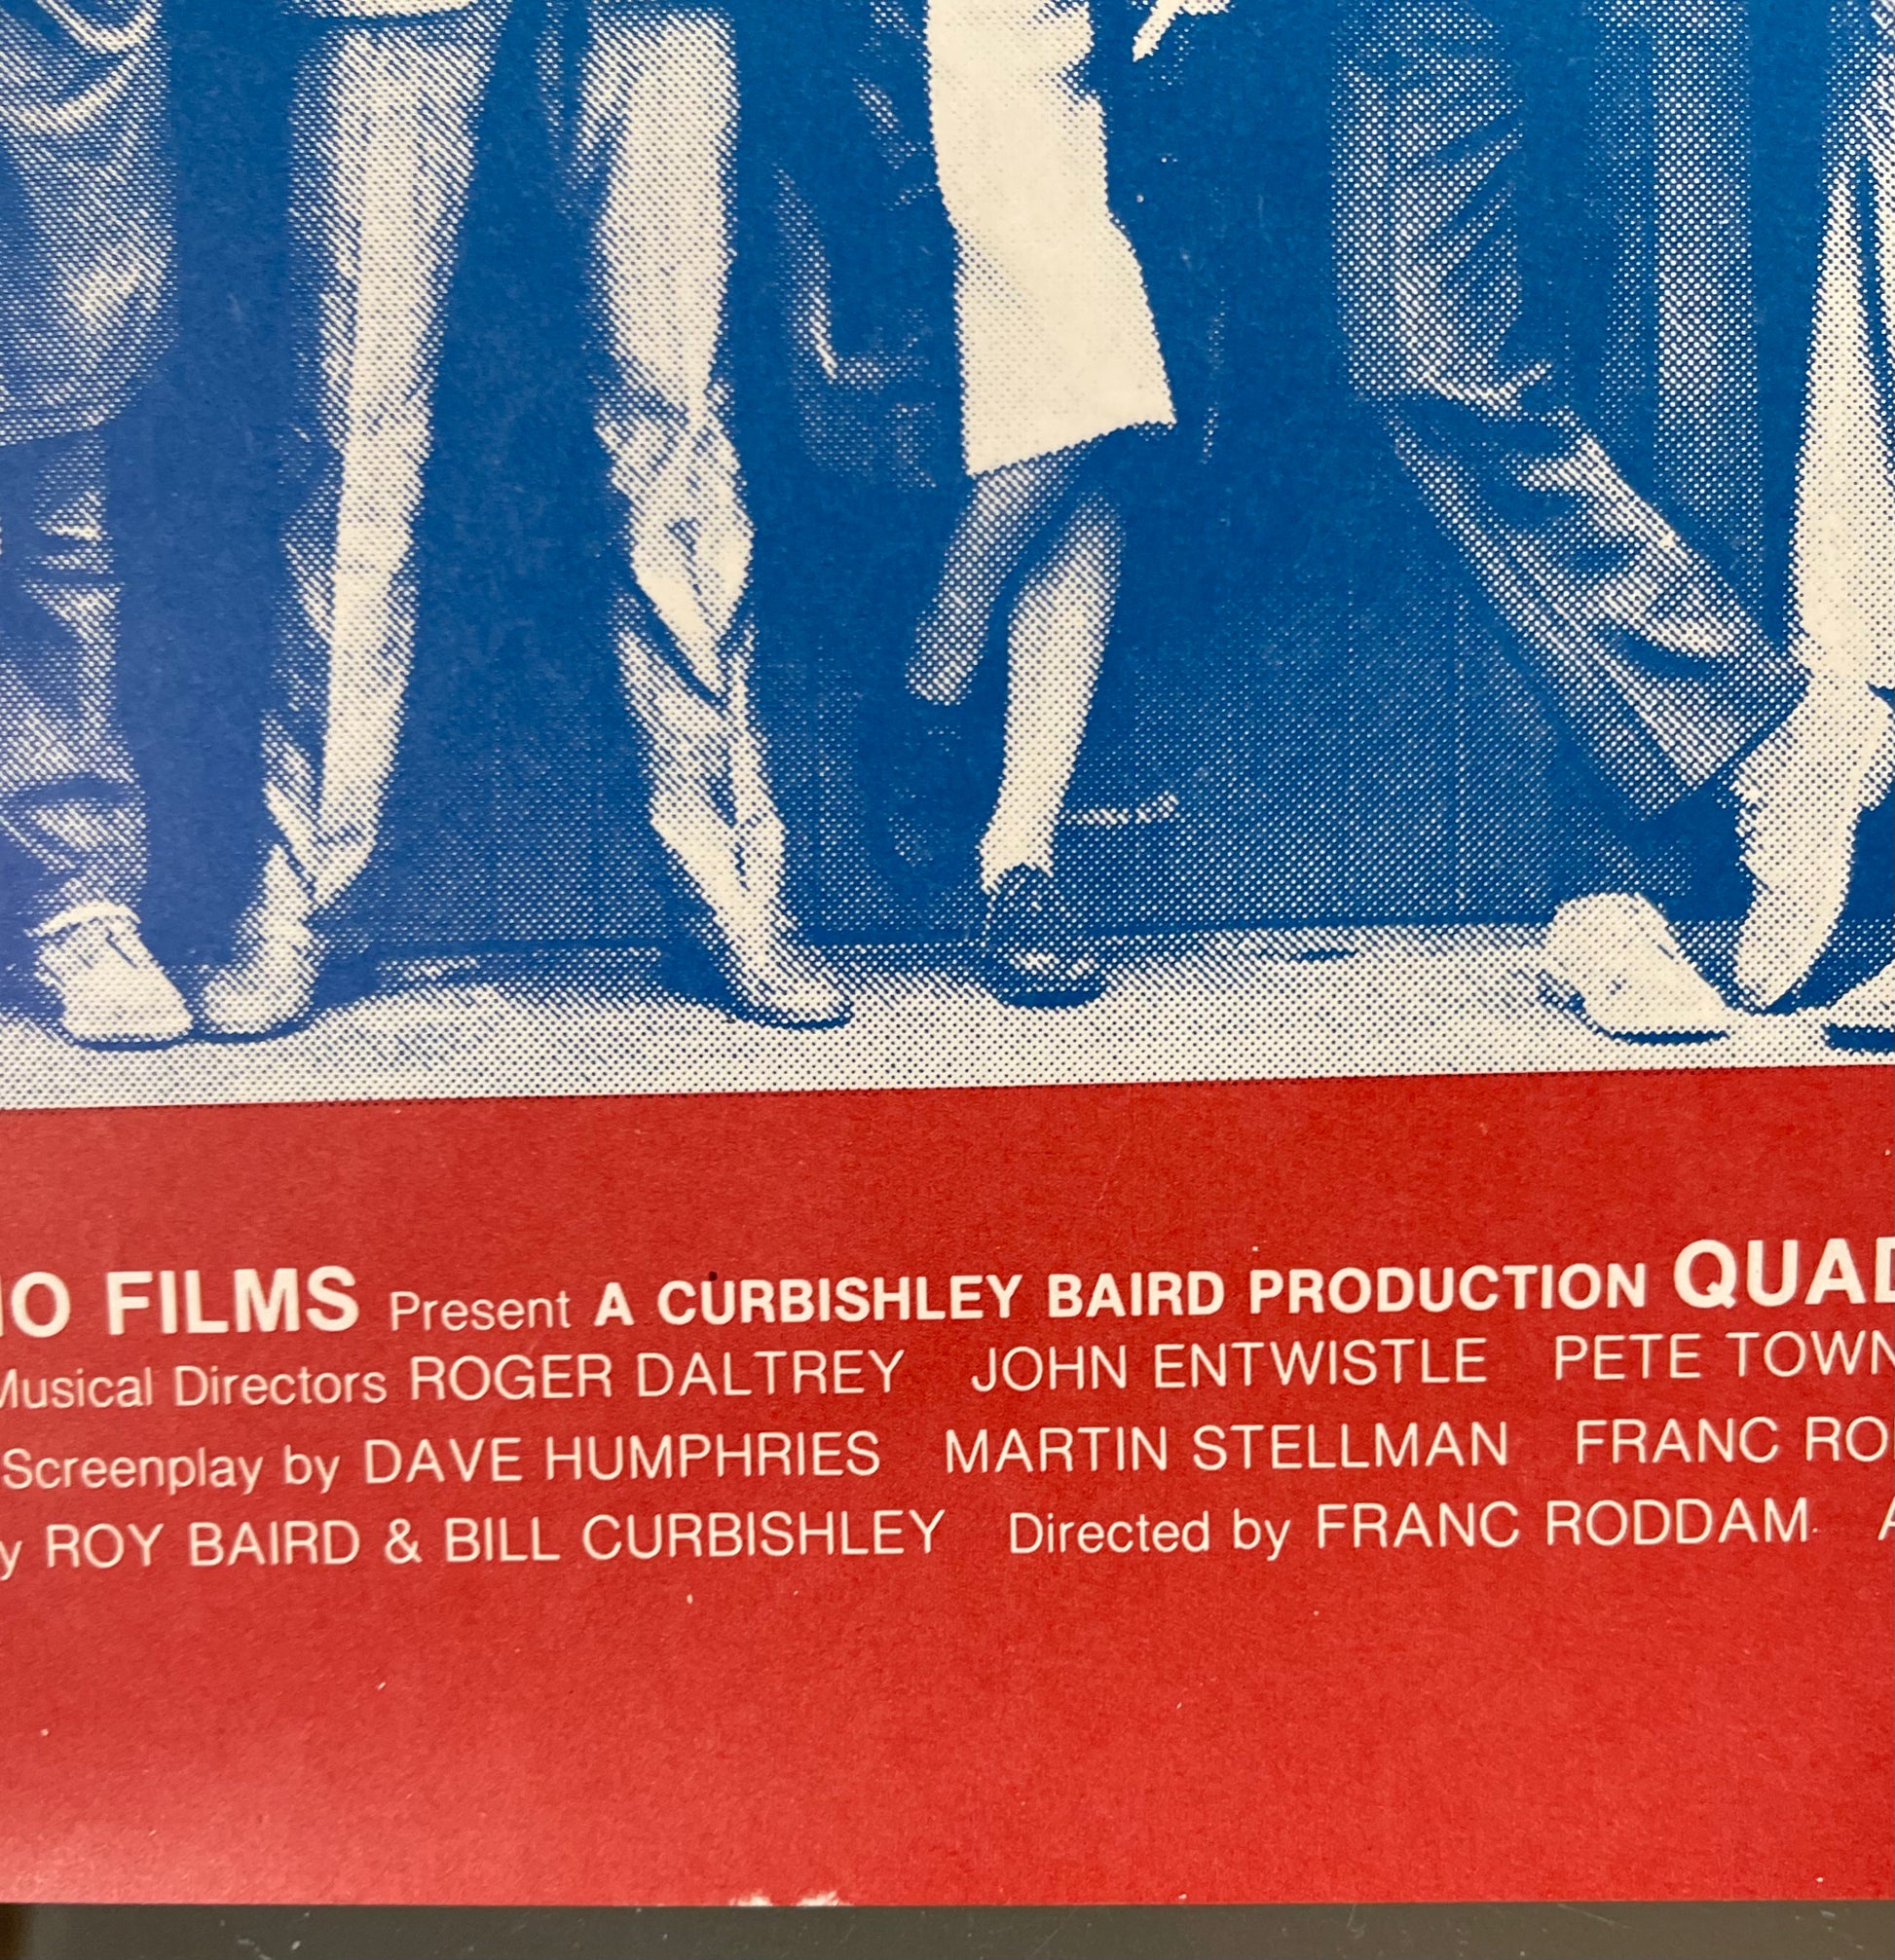 HO FILMS Present A CURBISHLEY BAIRD PRODUCTION QUAD
Musical Directors ROGER DALTREY JOHN ENTWISTLE PETE TOWN
Screenplay by DAVE HUMPHRIES MARTIN STELLMAN FRANC RO
y ROY BAIRD & BILL CURBISHLEY Directed by FRANC RODDAM A